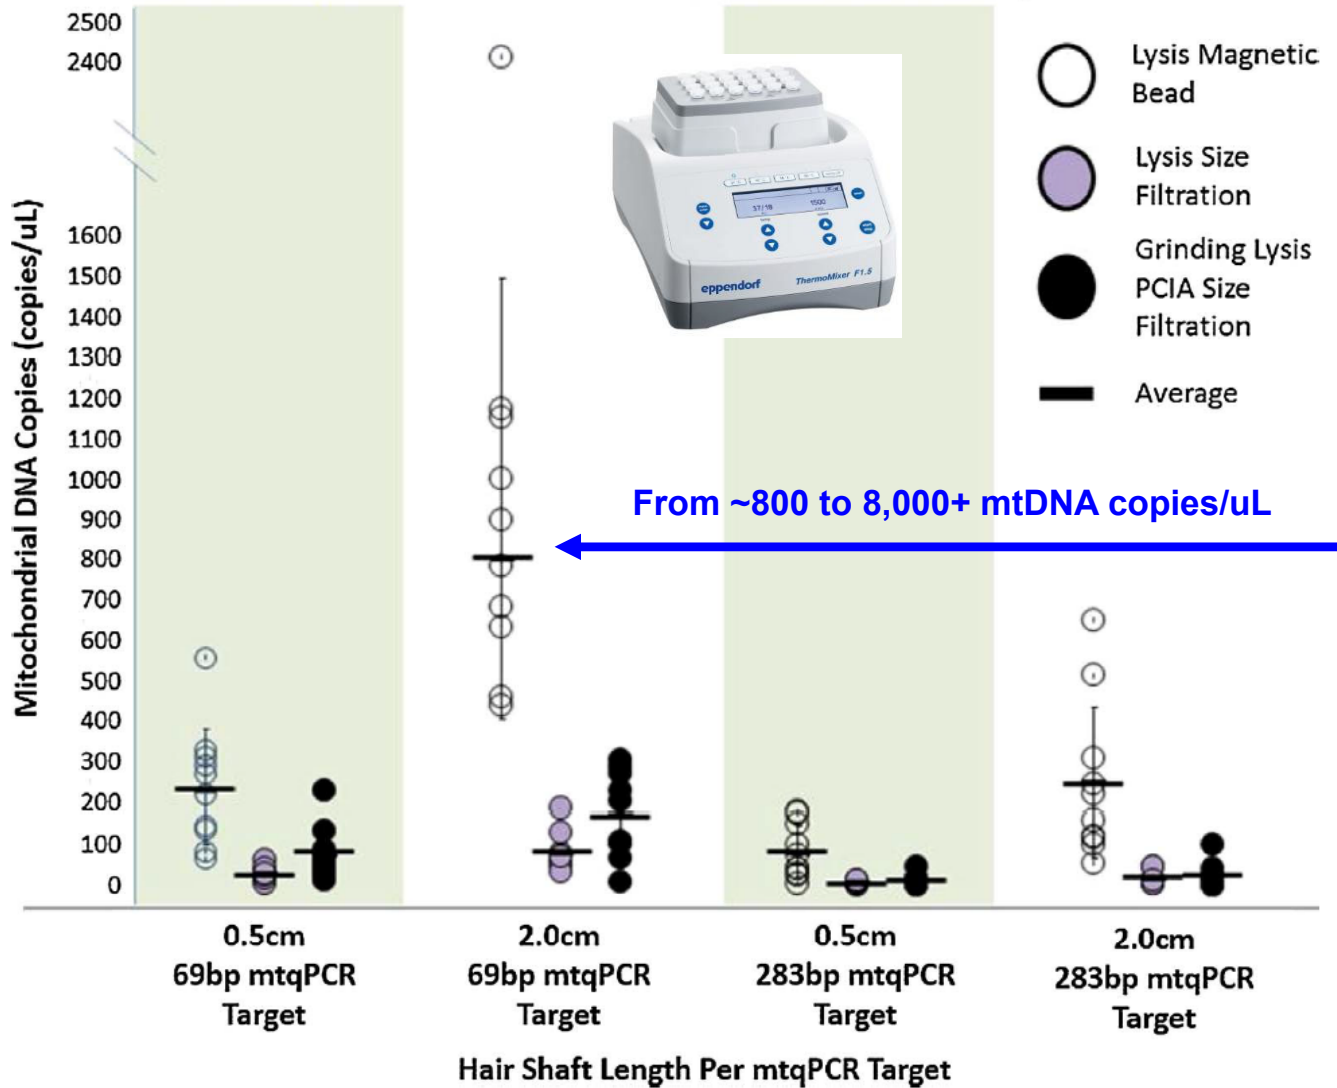 2500
2400
1600
1500
1400
1300
1200
1100
1000
900
800
700
600
500
400
300
200
100
0
Mitochondrial DNA Copies (copies/uL)
Lysis Magnetic
Bead
Lysis Size
Filtration
Grinding Lysis
PCIA Size
Filtration
Average
37/18
1500
eppendorf
ThermoMixer F1.5
From ~800 to 8,000+ mtDNA copies/uL
0.5cm
69bp mtqPCR
Target
2.0cm
69bp mtqPCR
Target
0.5cm
283bp mtqPCR
Target
2.0cm
283bp mtqPCR
Target
Hair Shaft Length Per mtqPCR Target